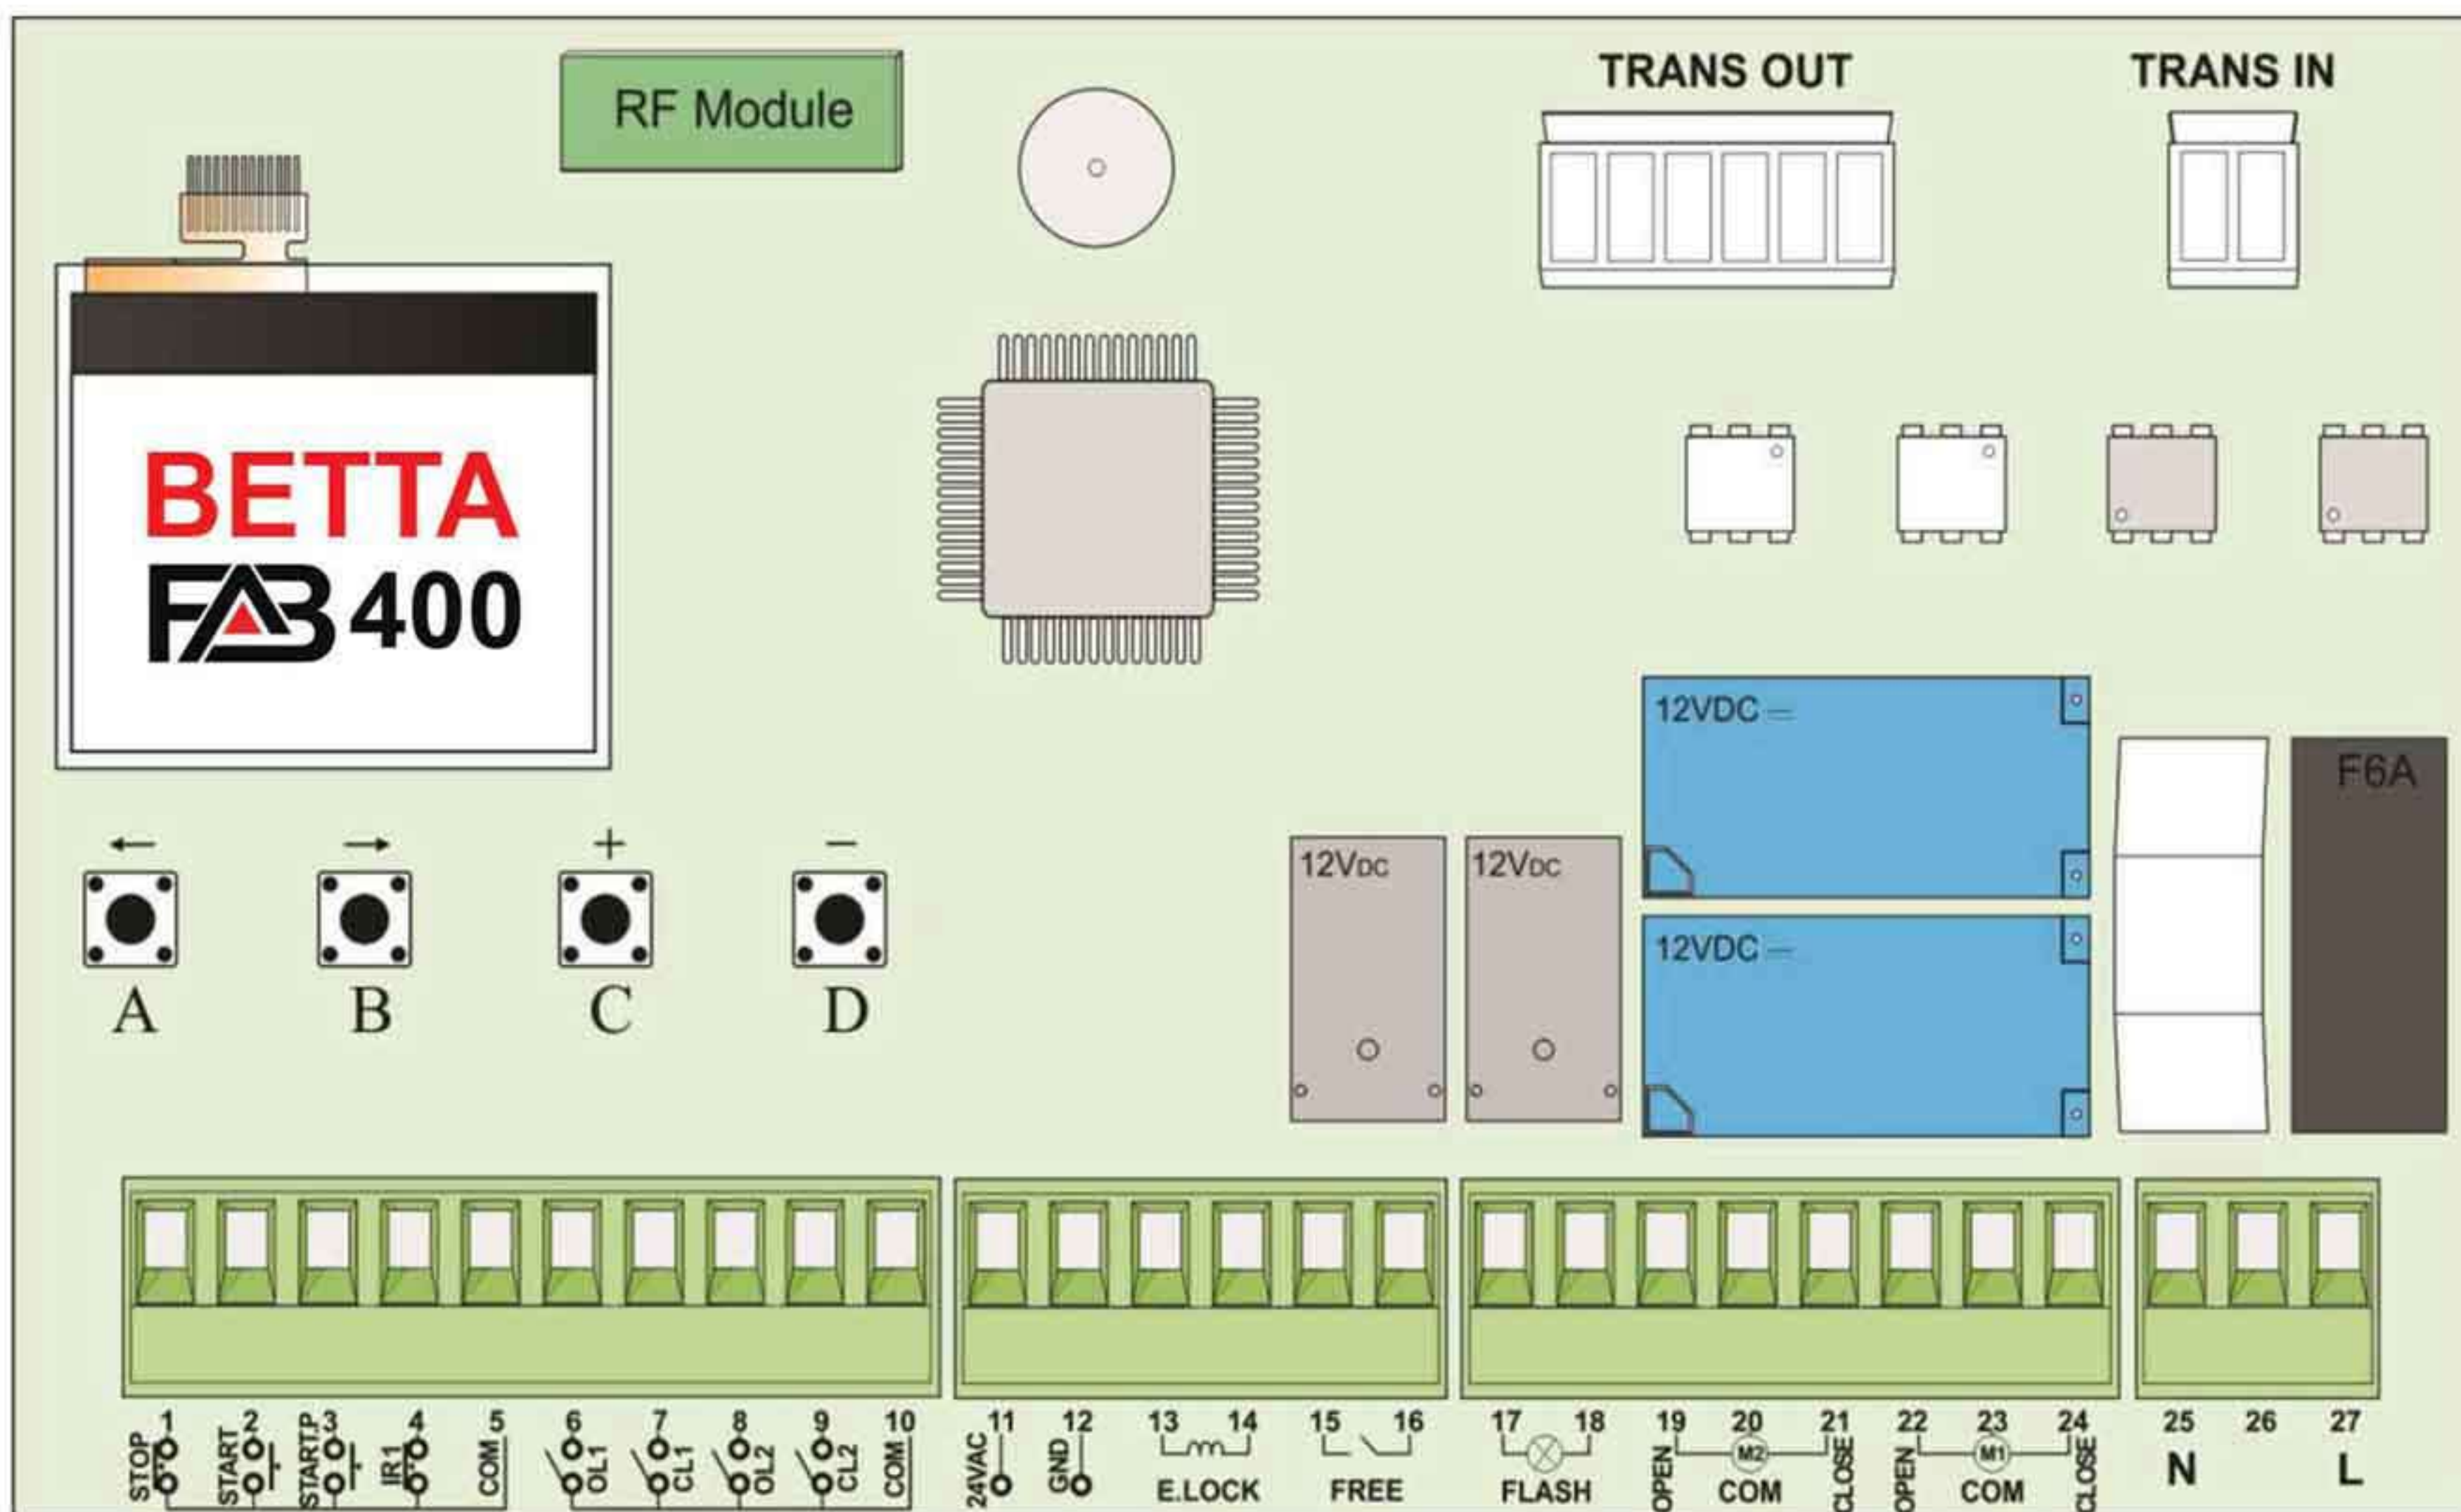 RF Module
TRANS OUT
TRANS IN
BETTA
FAB 400
12VDC
F6A
12VDC
12VDC
12VDC
← → + −
A B C D
1 2 3 4 5 6 7 8 9 10 11 12 13 14 15 16 17 18 19 20 21 22 23 24 25 26 27
STOP
START
START.P
IR1
COM
OL1
CL1
OL2
CL2
COM
24VAC
GND
E.LOCK
FREE
FLASH
OPEN
M2
COM
CLOSE
OPEN
M1
COM
CLOSE
N
L